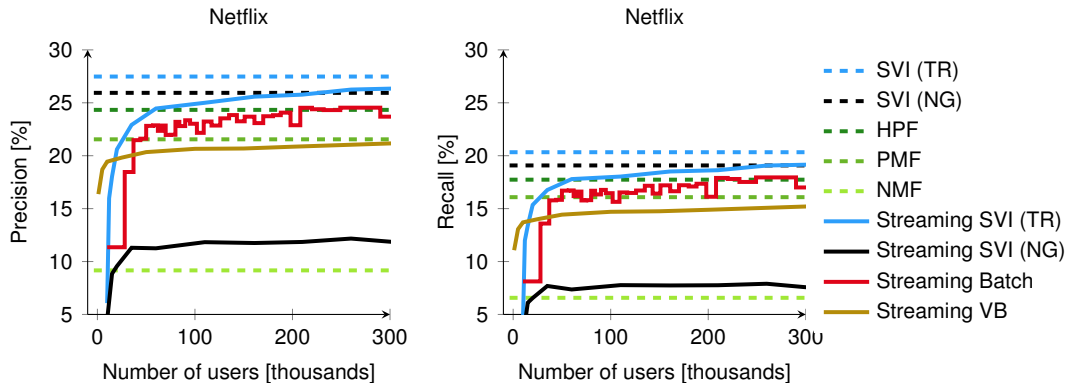 Netflix
30
25
20
15
10
5
Precision [%]
0 100 200 300
Number of users [thousands]
Netflix
30
25
20
15
10
5
Recall [%]
0 100 200 300
Number of users [thousands]
SVI (TR)
SVI (NG)
HPF
PMF
NMF
Streaming SVI (TR)
Streaming SVI (NG)
Streaming Batch
Streaming VB